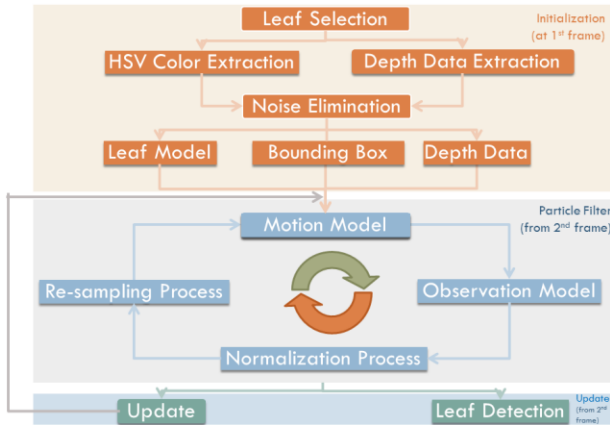 Leaf Selection
Initialization
(at 1st frame)
HSV Color Extraction
Depth Data Extraction
Noise Elimination
Leaf Model
Bounding Box
Depth Data
Particle Filter
(from 2nd frame)
Motion Model
Re-sampling Process
Observation Model
Normalization Process
Update
Leaf Detection
Update
(from 2nd
frame)